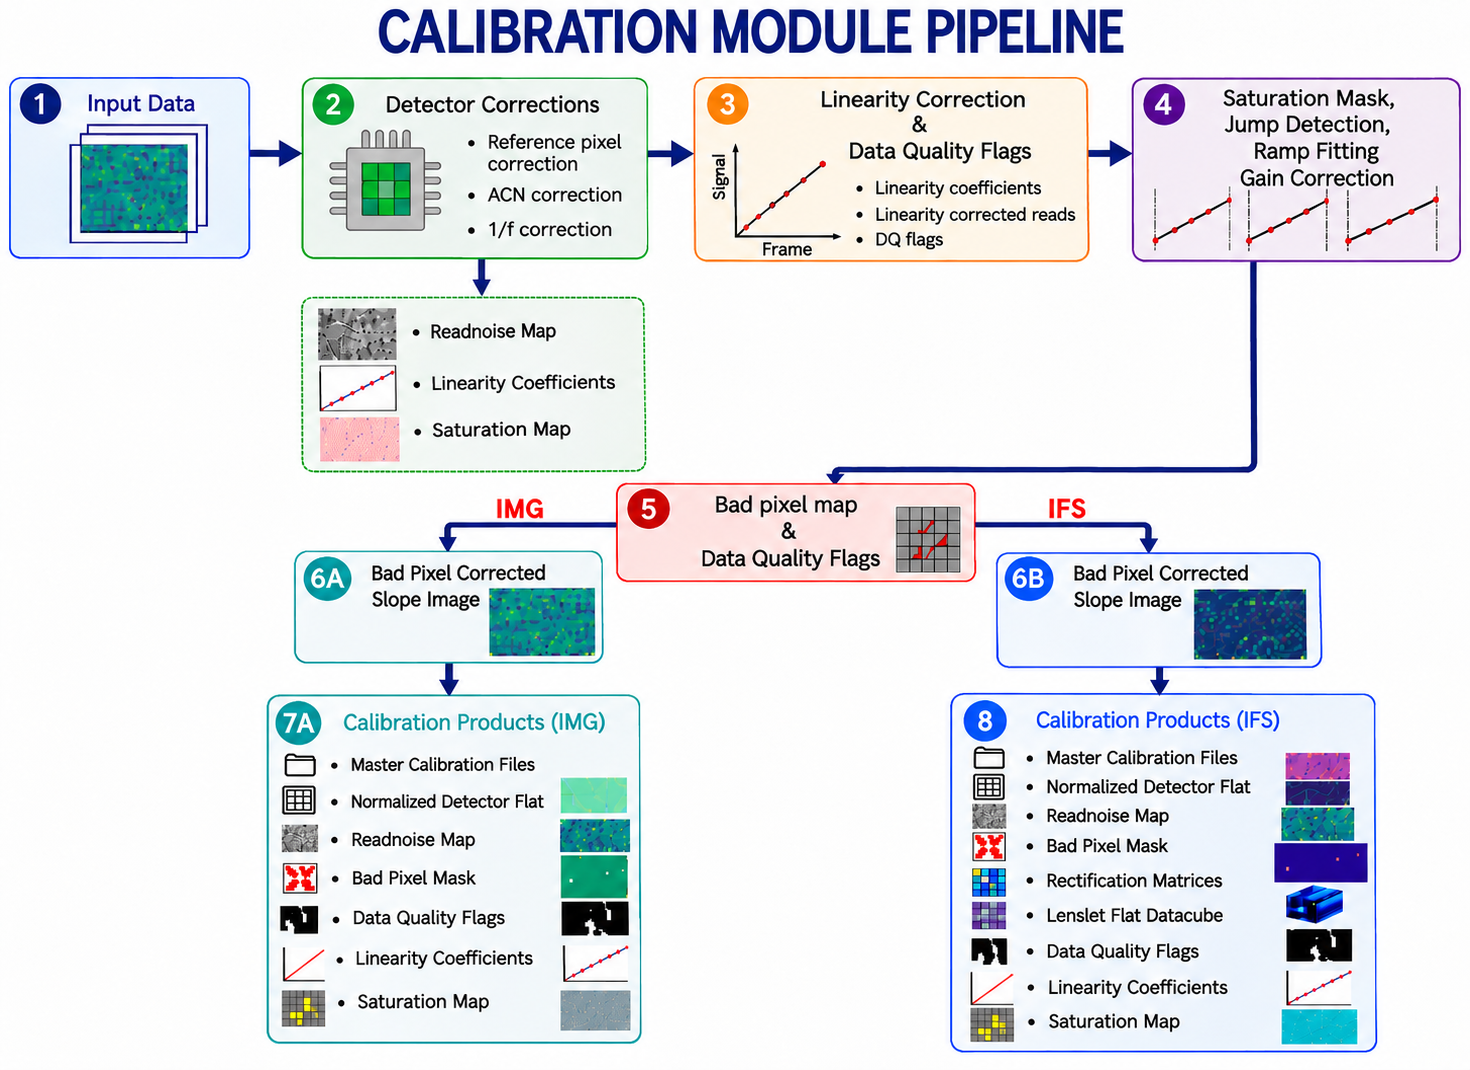 CALIBRATION MODULE PIPELINE
1
Input Data
2
Detector Corrections
• Reference pixel
correction
• ACN correction
• 1/f correction
3
Linearity Correction
&
Data Quality Flags
Signal
Frame
• Linearity coefficients
• Linearity corrected reads
• DQ flags
4
Saturation Mask,
Jump Detection,
Ramp Fitting
Gain Correction
• Readnoise Map
• Linearity Coefficients
• Saturation Map
IMG
5
Bad pixel map
&
Data Quality Flags
IFS
6A
Bad Pixel Corrected
Slope Image
6B
Bad Pixel Corrected
Slope Image
7A
Calibration Products (IMG)
• Master Calibration Files
• Normalized Detector Flat
• Readnoise Map
• Bad Pixel Mask
• Data Quality Flags
• Linearity Coefficients
• Saturation Map
8
Calibration Products (IFS)
• Master Calibration Files
• Normalized Detector Flat
• Readnoise Map
• Bad Pixel Mask
• Rectification Matrices
• Lenslet Flat Datacube
• Data Quality Flags
• Linearity Coefficients
• Saturation Map